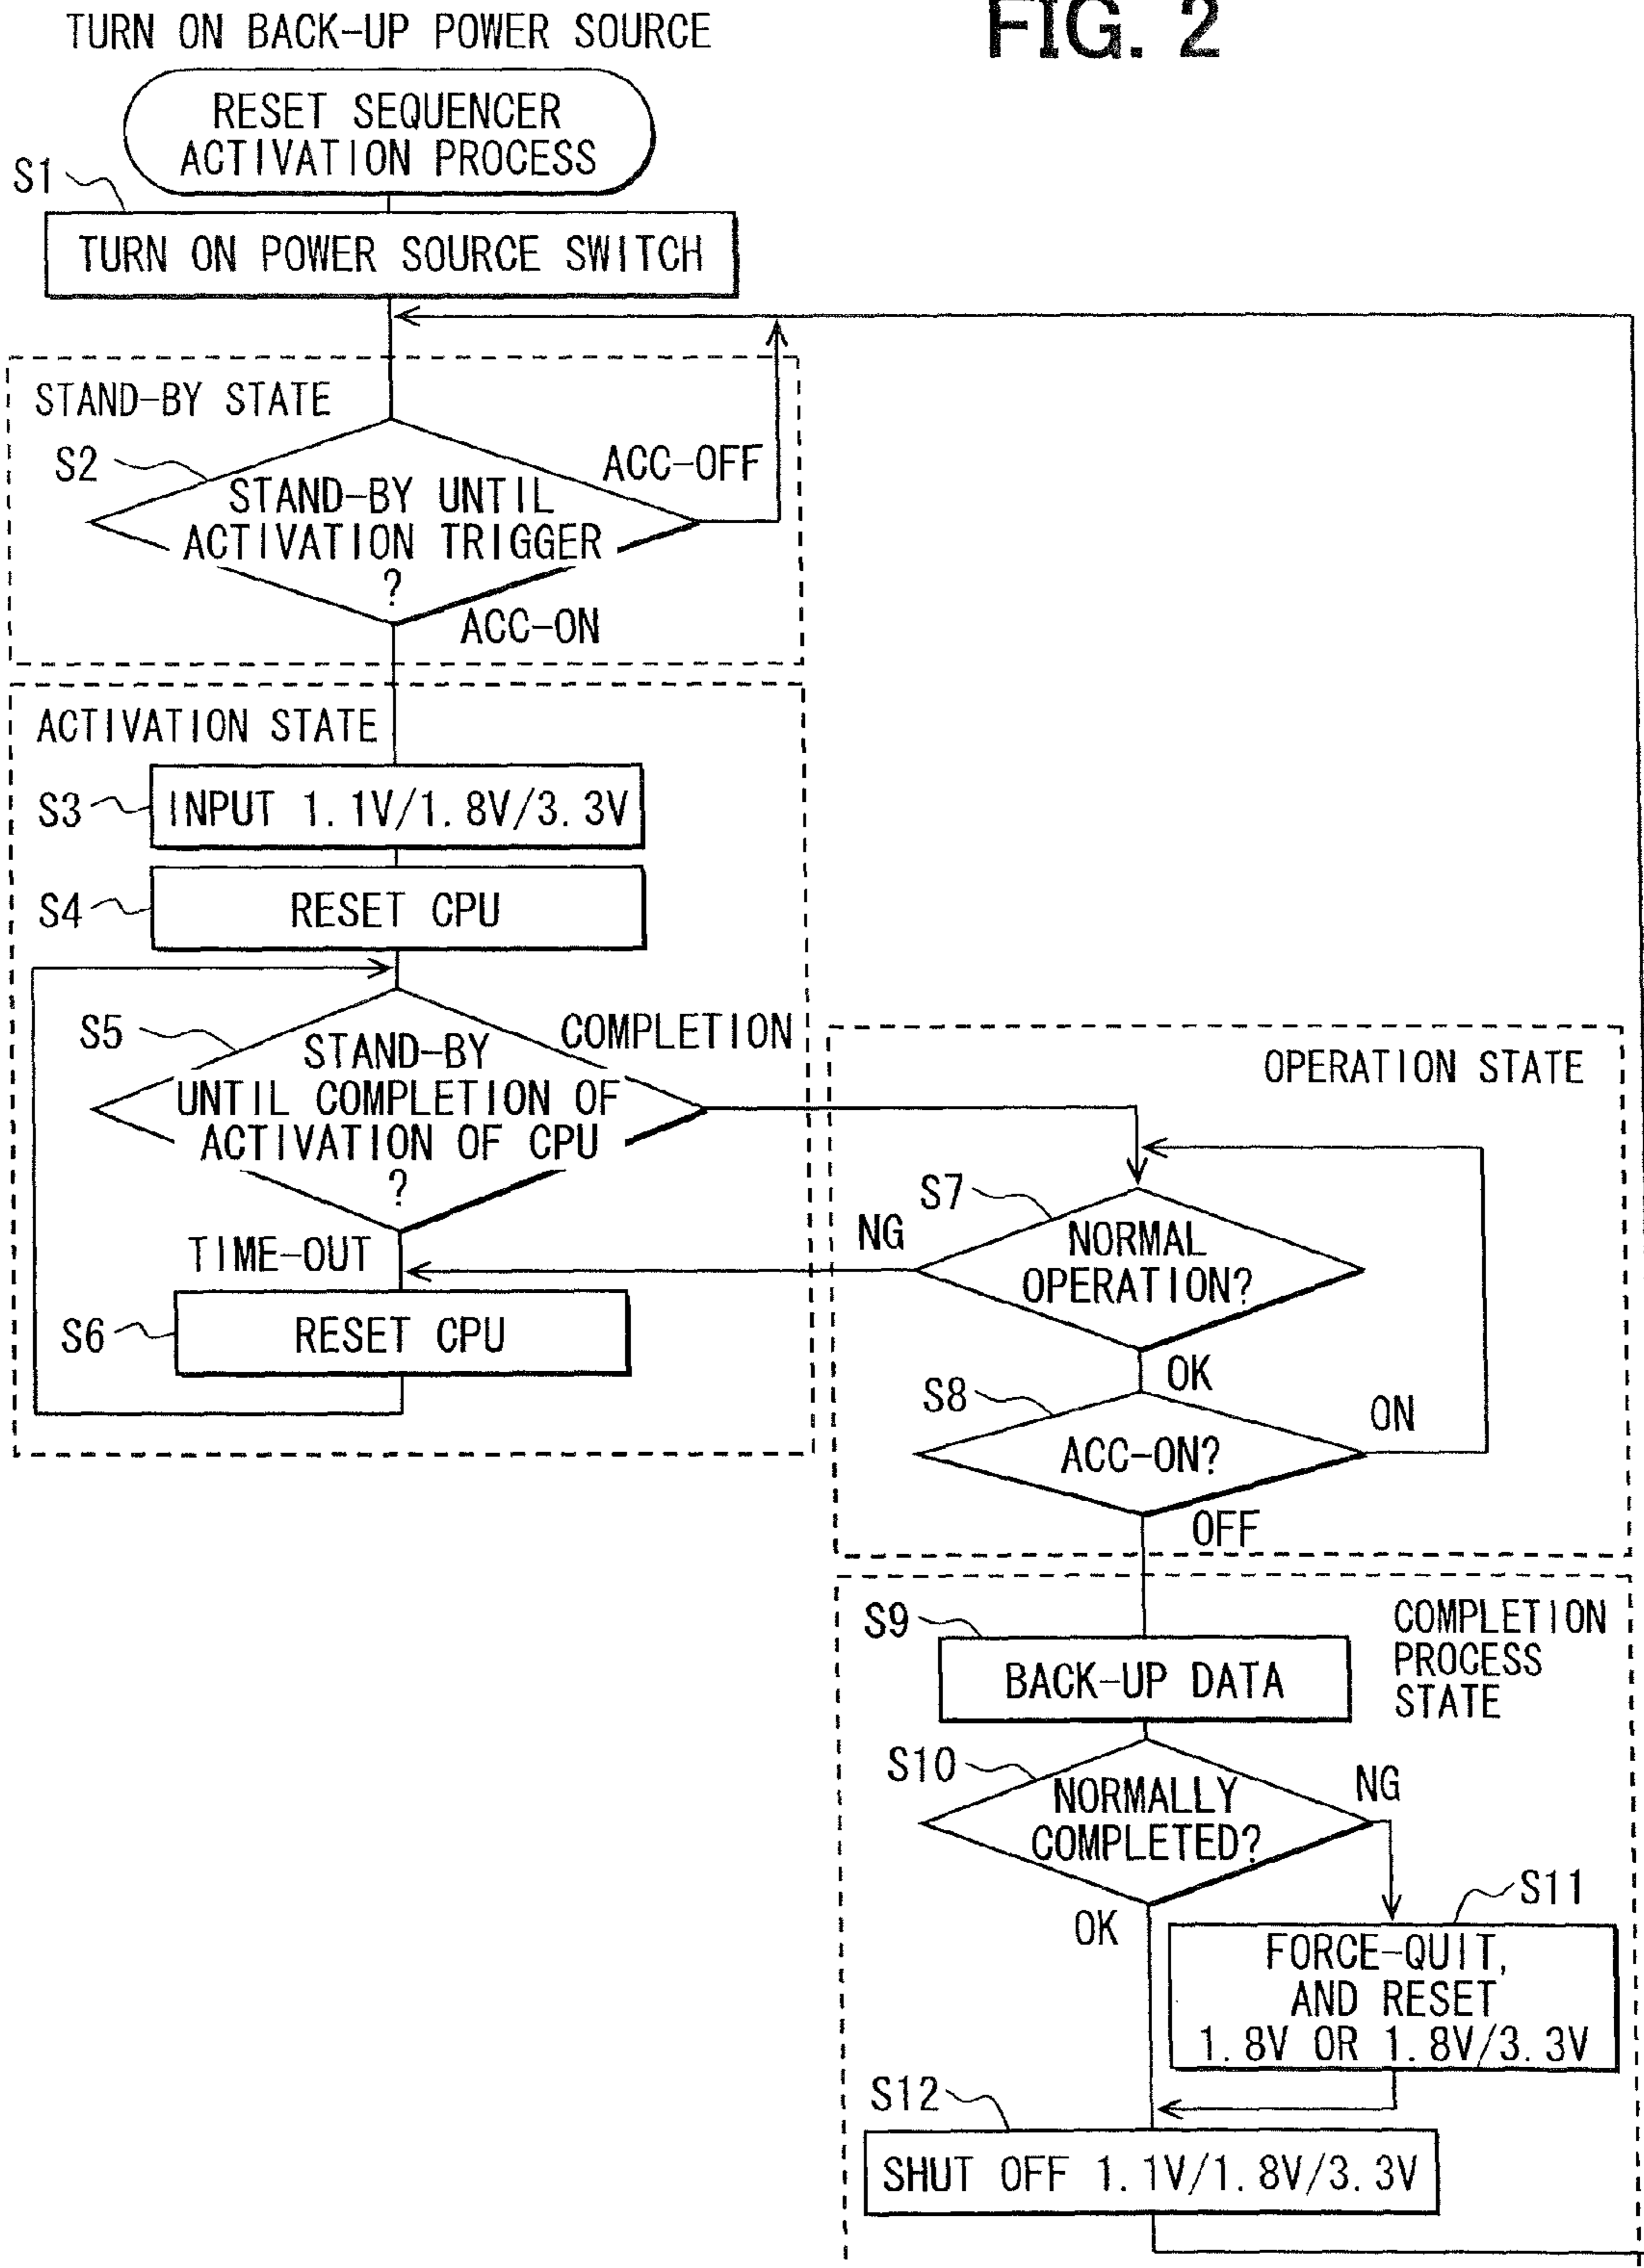 TURN ON BACK-UP POWER SOURCE
FIG. 2
RESET SEQUENCER
ACTIVATION PROCESS
S1
TURN ON POWER SOURCE SWITCH
STAND-BY STATE
S2
ACC-OFF
STAND-BY UNTIL
ACTIVATION TRIGGER
?
ACC-ON
ACTIVATION STATE
S3
INPUT 1.1V/1.8V/3.3V
S4
RESET CPU
S5
COMPLETION
STAND-BY
UNTIL COMPLETION OF
ACTIVATION OF CPU
?
TIME-OUT
S6
RESET CPU
OPERATION STATE
S7
NG
NORMAL
OPERATION?
OK
S8
ON
ACC-ON?
OFF
S9
COMPLETION
PROCESS
STATE
BACK-UP DATA
S10
NG
NORMALLY
COMPLETED?
OK
S11
FORCE-QUIT,
AND RESET
1.8V OR 1.8V/3.3V
S12
SHUT OFF 1.1V/1.8V/3.3V